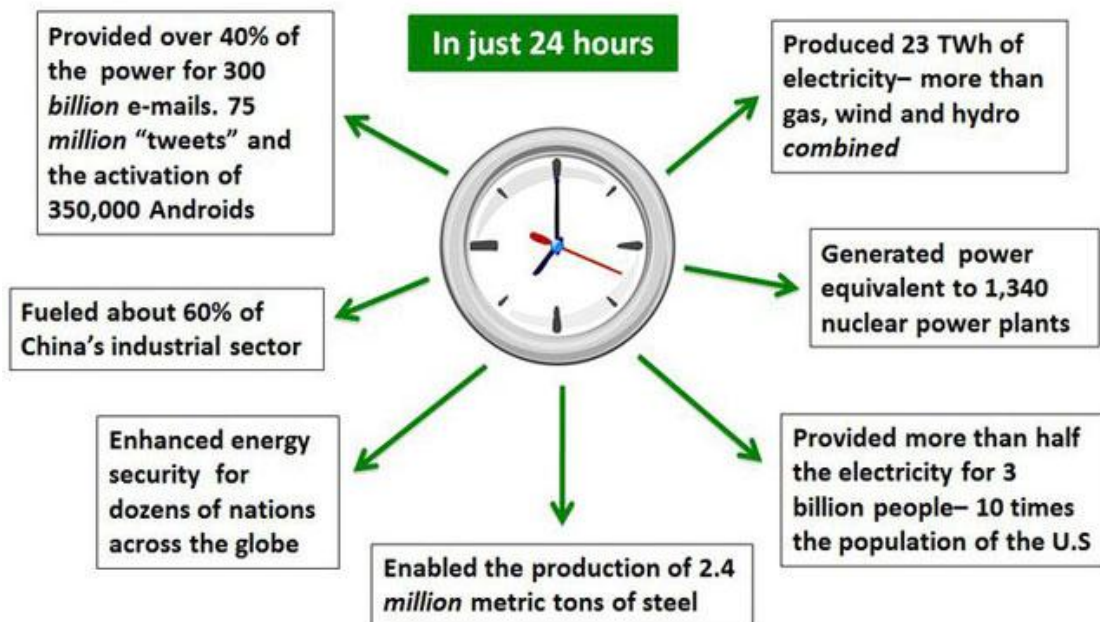 In just 24 hours
Provided over 40% of
the power for 300
billion e-mails. 75
million “tweets” and
the activation of
350,000 Androids
Produced 23 TWh of
electricity– more than
gas, wind and hydro
combined
Fueled about 60% of
China’s industrial sector
Generated power
equivalent to 1,340
nuclear power plants
Enhanced energy
security for
dozens of nations
across the globe
Provided more than half
the electricity for 3
billion people– 10 times
the population of the U.S
Enabled the production of 2.4
million metric tons of steel